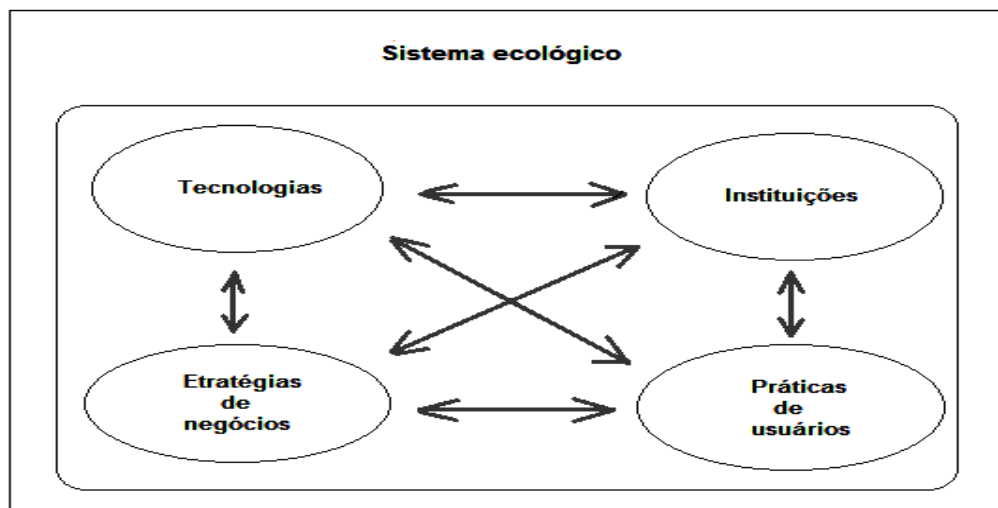 Sistema ecológico
Tecnologias
Instituições
Etratégias
de
negócios
Práticas
de
usuários